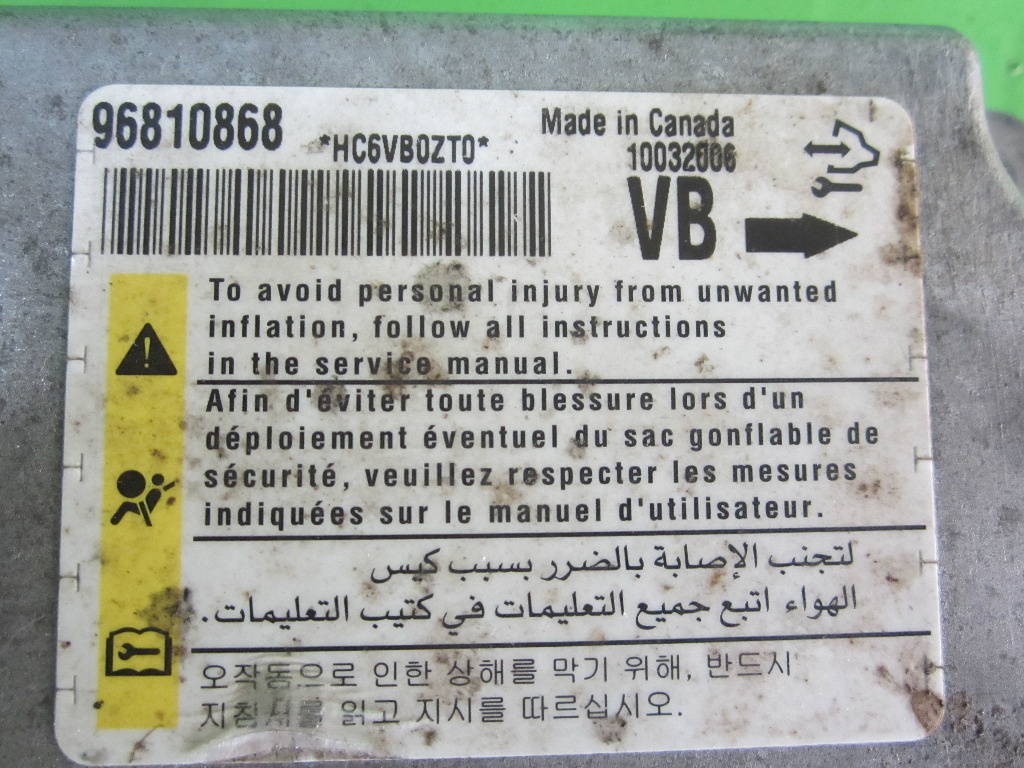 96810868
*HC6VB0ZT0*
Made in Canada
10032006
VB
To avoid personal injury from unwanted
inflation, follow all instructions
in the service manual.
Afin d'éviter toute blessure lors d'un
déploiement éventuel du sac gonflable de
sécurité, veuillez respecter les mesures
indiquées sur le manuel d'utilisateur.
لتجنب الإصابة بالضرر بسبب كيس
الهواء اتبع جميع التعليمات في كتيب التعليمات.
오작동으로 인한 상해를 막기 위해, 반드시
지침서를 읽고 지시를 따르십시오.